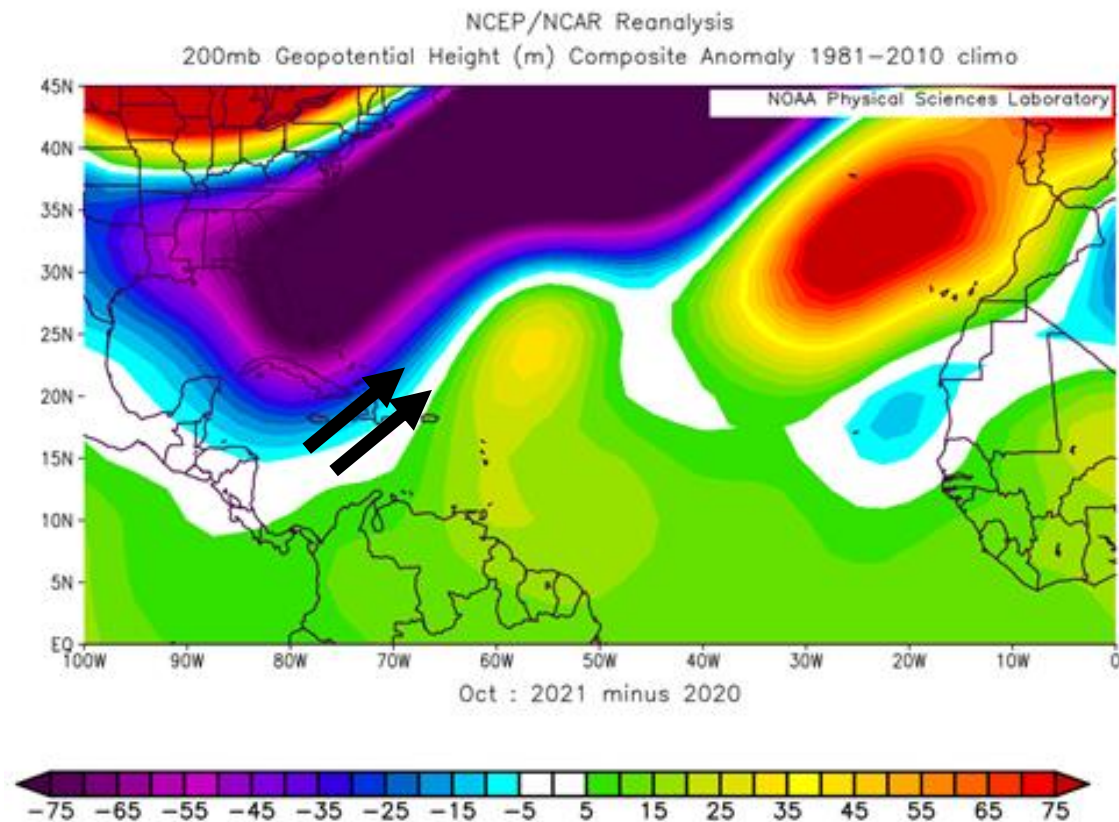 NCEP/NCAR Reanalysis
200mb Geopotential Height (m) Composite Anomaly 1981−2010 climo
NOAA Physical Sciences Laboratory
45N
40N
35N
30N
25N
20N
15N
10N
5N
EQ
100W 90W 80W 70W 60W 50W 40W 30W 20W 10W 0
Oct : 2021 minus 2020
−75 −65 −55 −45 −35 −25 −15 −5 5 15 25 35 45 55 65 75